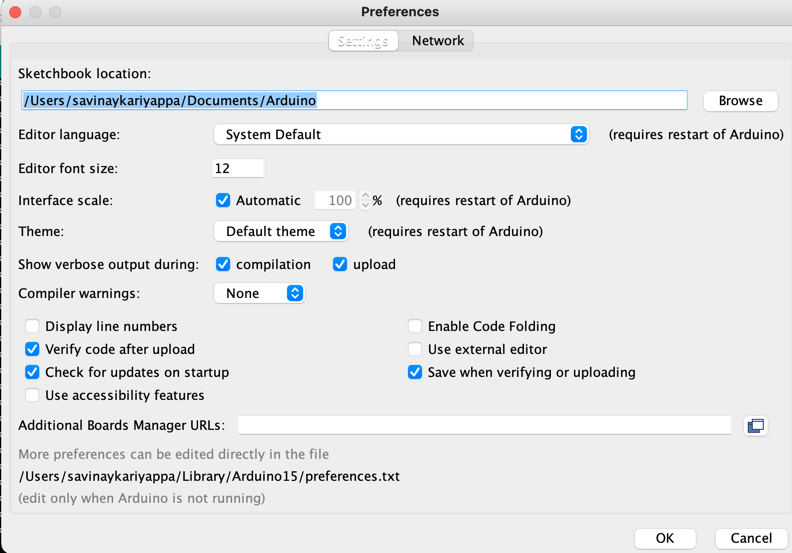 Preferences
Settings Network
Sketchbook location:
/Users/savinaykariyappa/Documents/Arduino Browse
Editor language: System Default (requires restart of Arduino)
Editor font size: 12
Interface scale: Automatic 100 % (requires restart of Arduino)
Theme: Default theme (requires restart of Arduino)
Show verbose output during: compilation upload
Compiler warnings: None
Display line numbers Enable Code Folding
Verify code after upload Use external editor
Check for updates on startup Save when verifying or uploading
Use accessibility features
Additional Boards Manager URLs:
More preferences can be edited directly in the file
/Users/savinaykariyappa/Library/Arduino15/preferences.txt
(edit only when Arduino is not running)
OK Cancel